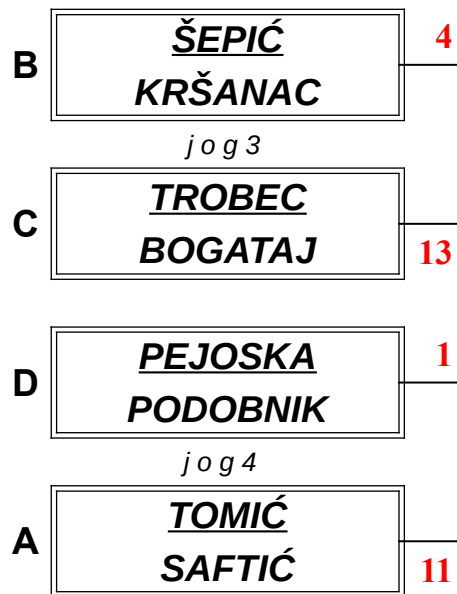 4
B
ŠEPIĆ
KRŠANAC
j o g 3
C
TROBEC
BOGATAJ
13
1
D
PEJOSKA
PODOBNIK
j o g 4
A
TOMIĆ
SAFTIĆ
11